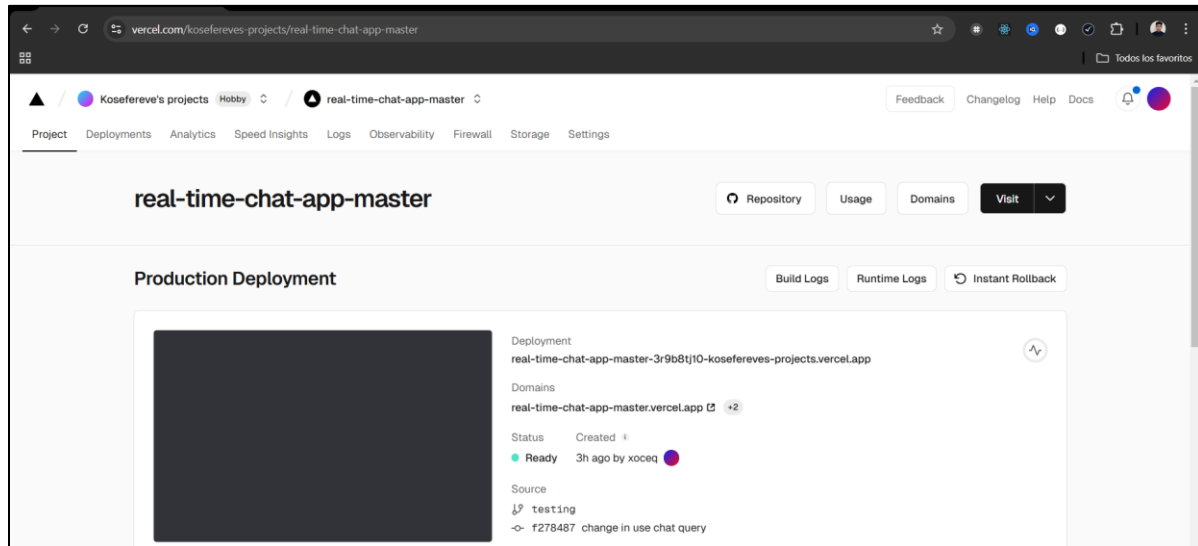 vercel.com/kosefereves-projects/real-time-chat-app-master
Todos los favoritos
Kosefereve's projects Hobby real-time-chat-app-master Feedback Changelog Help Docs
Project Deployments Analytics Speed Insights Logs Observability Firewall Storage Settings
real-time-chat-app-master Repository Usage Domains Visit
Production Deployment Build Logs Runtime Logs Instant Rollback
Deployment
real-time-chat-app-master-3r9b8tj10-kosefereves-projects.vercel.app
Domains
real-time-chat-app-master.vercel.app +2
Status Created
Ready 3h ago by xoceq
Source
testing
f278487 change in use chat query